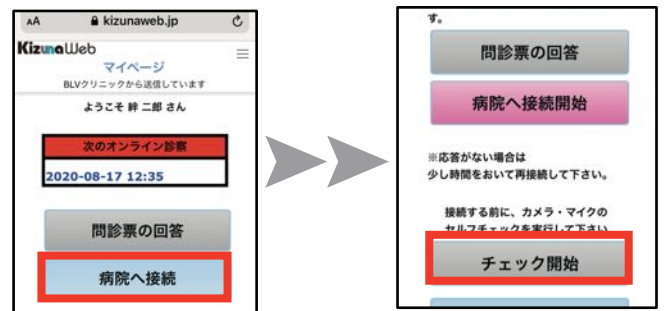 AA kizunaweb.jp
KizunaWeb
マイページ
BLVクリニックから送信しています
ようこそ 絆 二郎 さん
次のオンライン診察
2020-08-17 12:35
問診票の回答
病院へ接続
す。
問診票の回答
病院へ接続開始
※応答がない場合は
少し時間をおいて再接続して下さい。
接続する前に、カメラ・マイクの
セルフチェックを実行して下さい
チェック開始